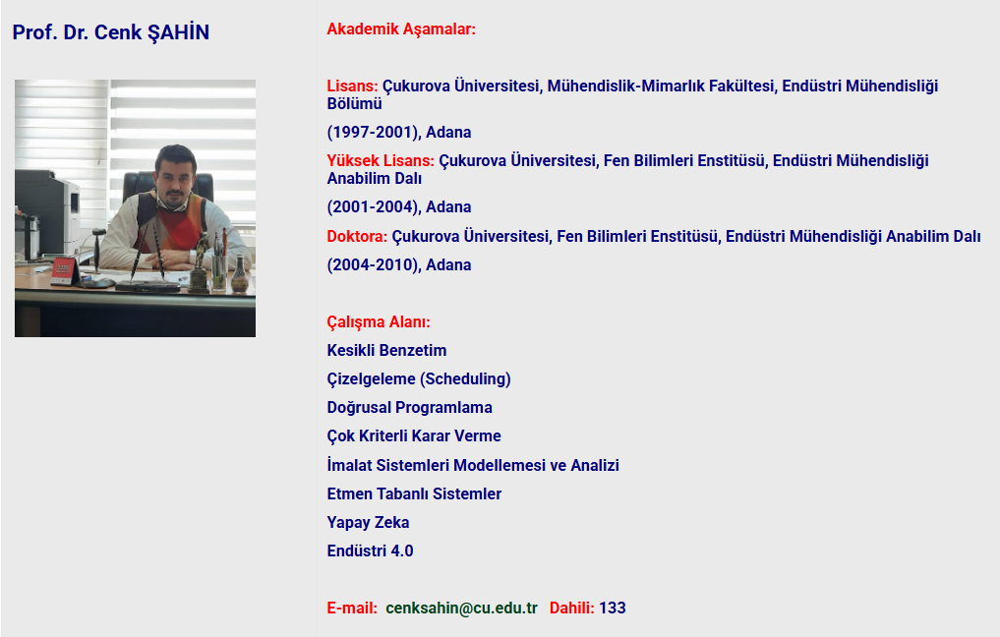 Prof. Dr. Cenk ŞAHİN
Akademik Aşamalar:
Lisans: Çukurova Üniversitesi, Mühendislik-Mimarlık Fakültesi, Endüstri Mühendisliği
Bölümü
(1997-2001), Adana
Yüksek Lisans: Çukurova Üniversitesi, Fen Bilimleri Enstitüsü, Endüstri Mühendisliği
Anabilim Dalı
(2001-2004), Adana
Doktora: Çukurova Üniversitesi, Fen Bilimleri Enstitüsü, Endüstri Mühendisliği Anabilim Dalı
(2004-2010), Adana
Çalışma Alanı:
Kesikli Benzetim
Çizelgeleme (Scheduling)
Doğrusal Programlama
Çok Kriterli Karar Verme
İmalat Sistemleri Modellemesi ve Analizi
Etmen Tabanlı Sistemler
Yapay Zeka
Endüstri 4.0
E-mail: cenksahin@cu.edu.tr Dahili: 133